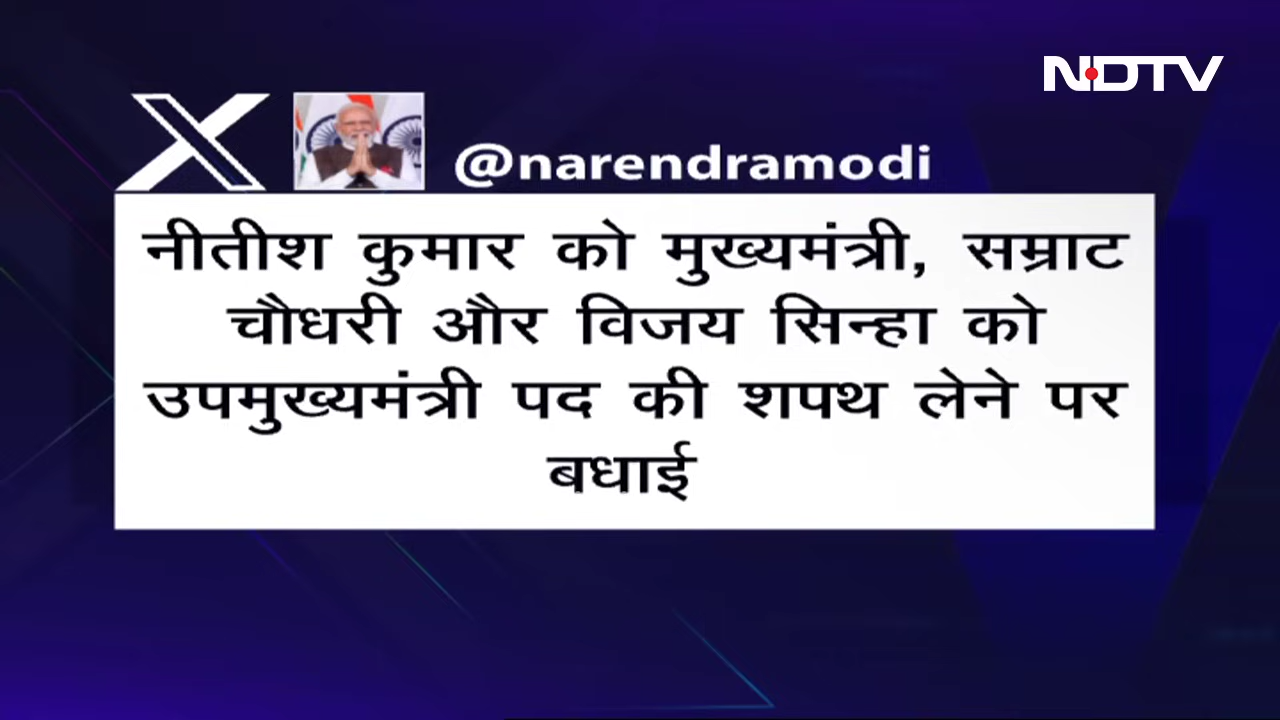 NDTV
@narendramodi
नीतीश कुमार को मुख्यमंत्री, सम्राट
चौधरी और विजय सिन्हा को
उपमुख्यमंत्री पद की शपथ लेने पर
बधाई